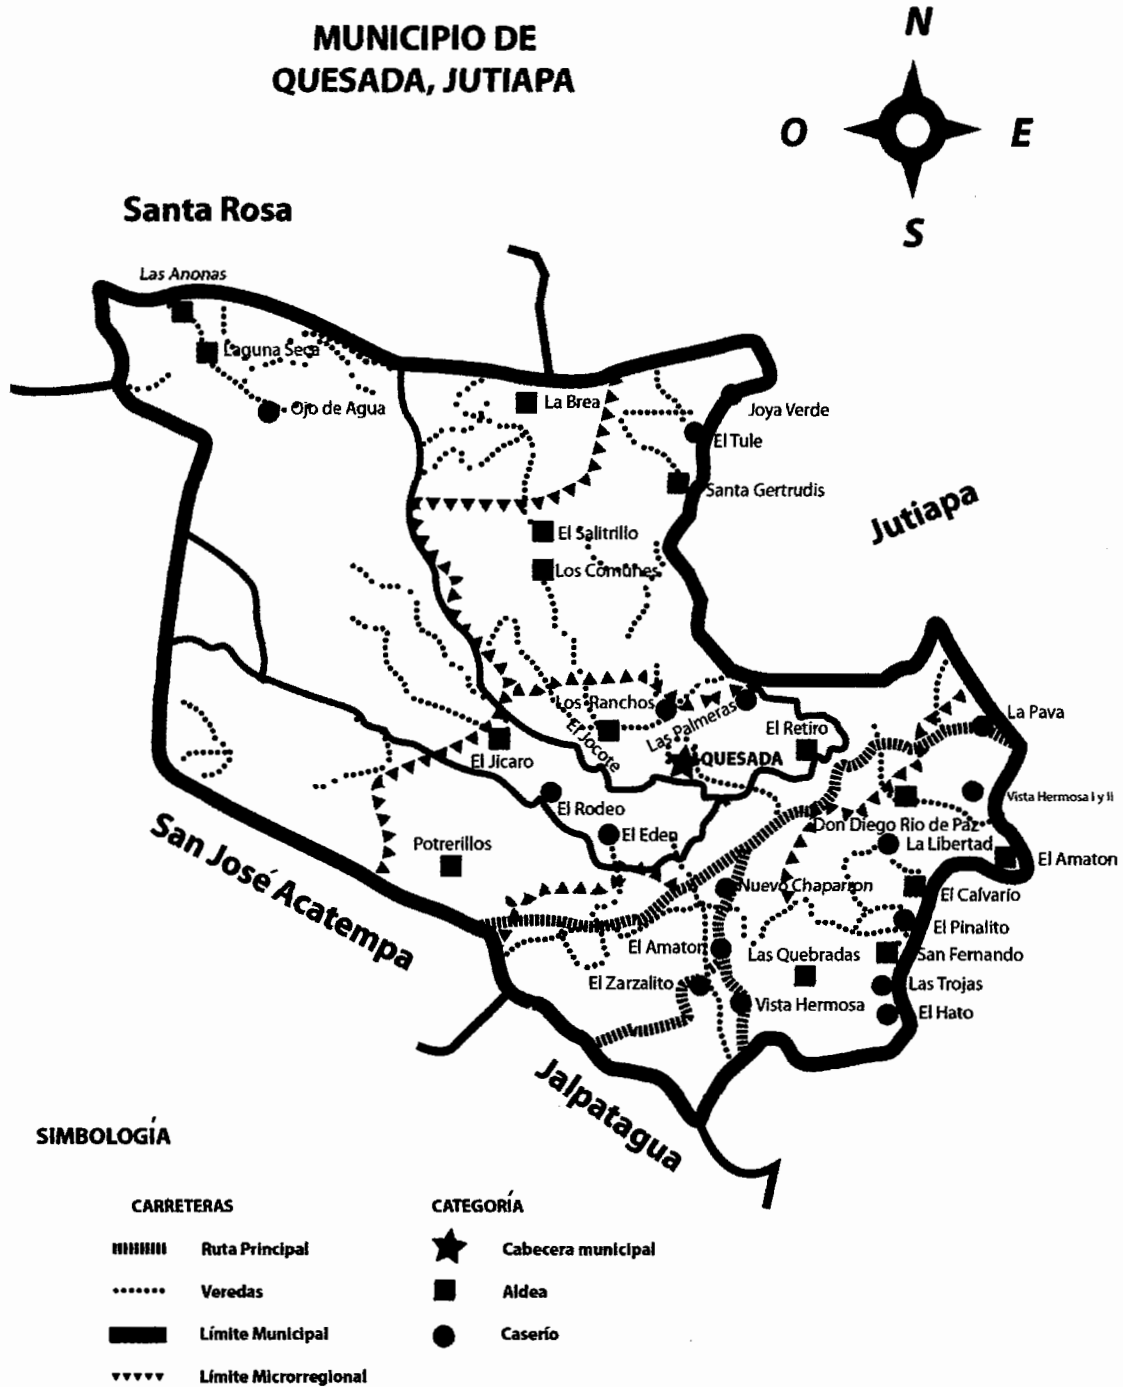 MUNICIPIO DE
QUESADA, JUTIAPA
N
O
E
S
Santa Rosa
Las Anonas
Laguna Seca
Ojo de Agua
La Brea
Joya Verde
El Tule
Santa Gertrudis
Jutiapa
El Salitrillo
Los Comunes
Los Ranchos
El Jocote
Las Palmeras
El Retiro
La Pava
QUESADA
El Jicaro
El Rodeo
Vista Hermosa I y II
Don Diego Rio de Paz
El Eden
La Libertad
Potrerillos
El Amaton
San José Acatempa
Nuevo Chaparron
El Calvario
El Pinalito
El Amaton
Las Quebradas
San Fernando
El Zarzalito
Las Trojas
Vista Hermosa
El Hato
Jalpatagua
SIMBOLOGÍA
CARRETERAS
Ruta Principal
Veredas
Límite Municipal
Límite Microrregional
CATEGORÍA
Cabecera municipal
Aldea
Caserío